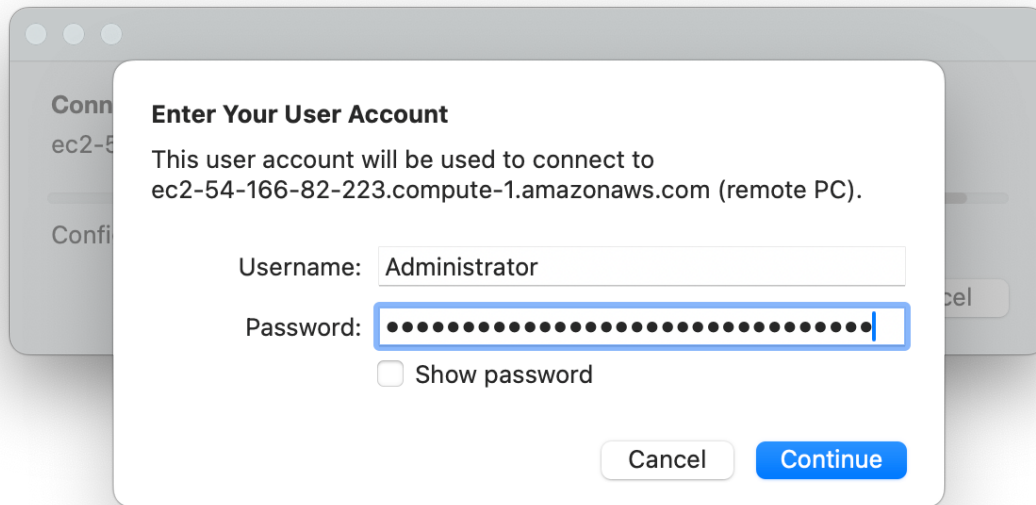 Enter Your User Account
This user account will be used to connect to
ec2-54-166-82-223.compute-1.amazonaws.com (remote PC).
Username: Administrator
Password: ••••••••••••••••••••••••••••••••
Show password
Cancel
Continue